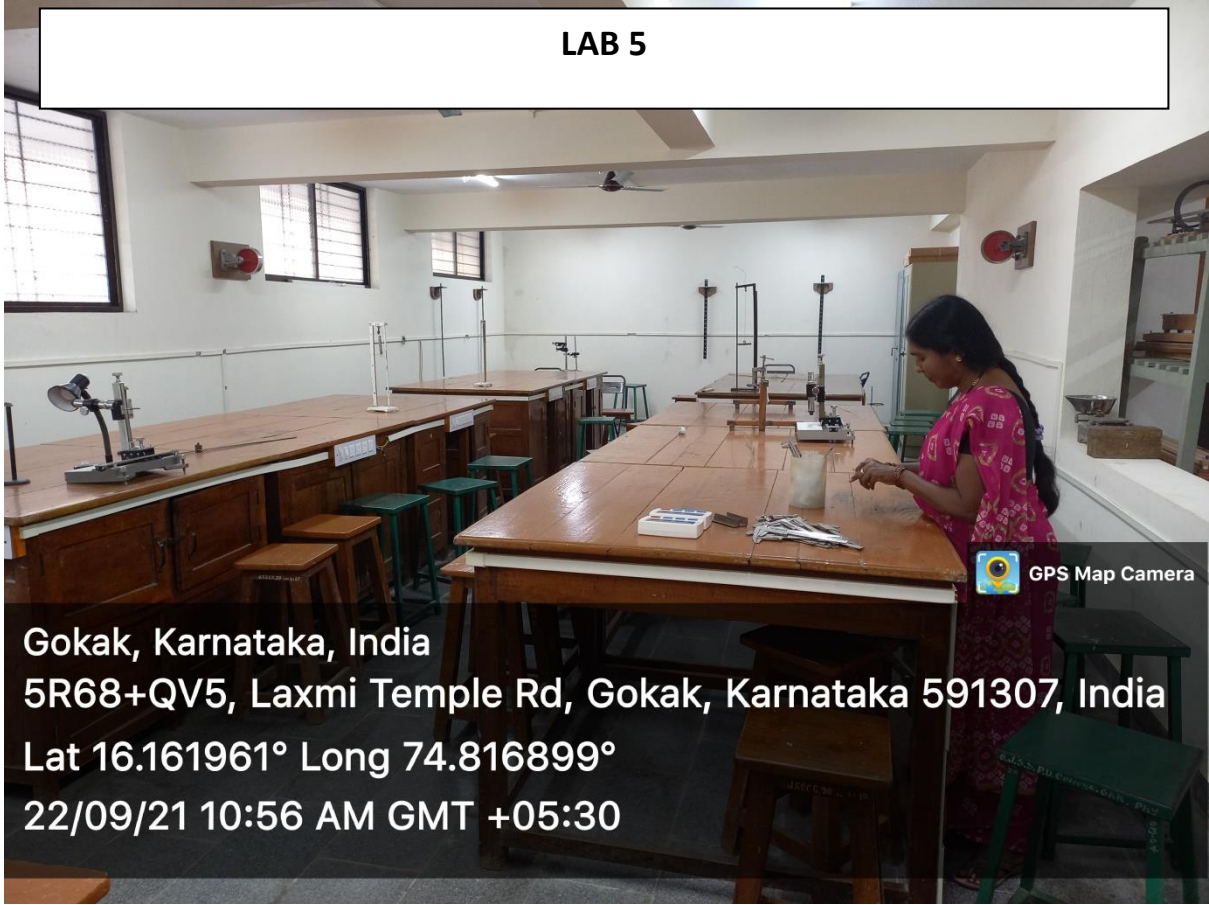 LAB 5
GPS Map Camera
Gokak, Karnataka, India
5R68+QV5, Laxmi Temple Rd, Gokak, Karnataka 591307, India
Lat 16.161961° Long 74.816899°
22/09/21 10:56 AM GMT +05:30